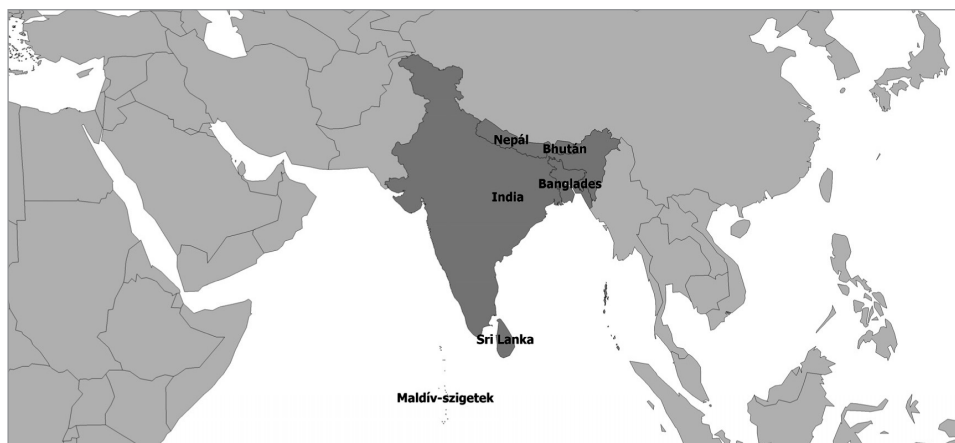 Nepál
Bhután
Banglades
India
Sri Lanka
Maldív-szigetek